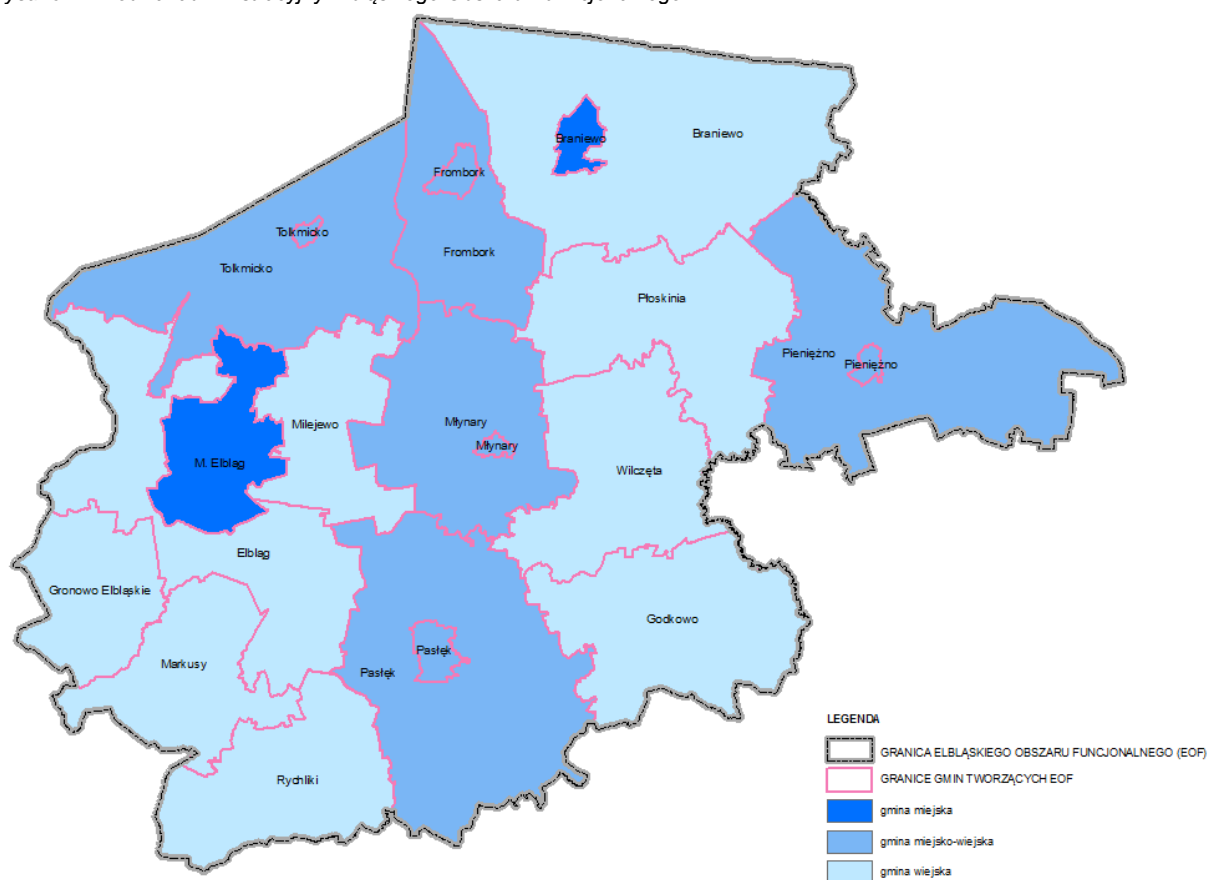 Braniewo
Braniewo
Frombork
Tolkmicko
Frombork
Tolkmicko
Płoskinia
Pieniężno
Pieniężno
Młynary
Milejewo
Młynary
M. Elbląg
Wilczęta
Elbląg
Gronowo Elbląskie
Godkowo
Pasłęk
Markusy
Pasłęk
Rychliki
LEGENDA
GRANICA ELBLĄSKIEGO OBSZARU FUNCJONALNEGO (EOF)
GRANICE GMIN TWORZĄCYCH EOF
gmina miejska
gmina miejsko-wiejska
gmina wiejska